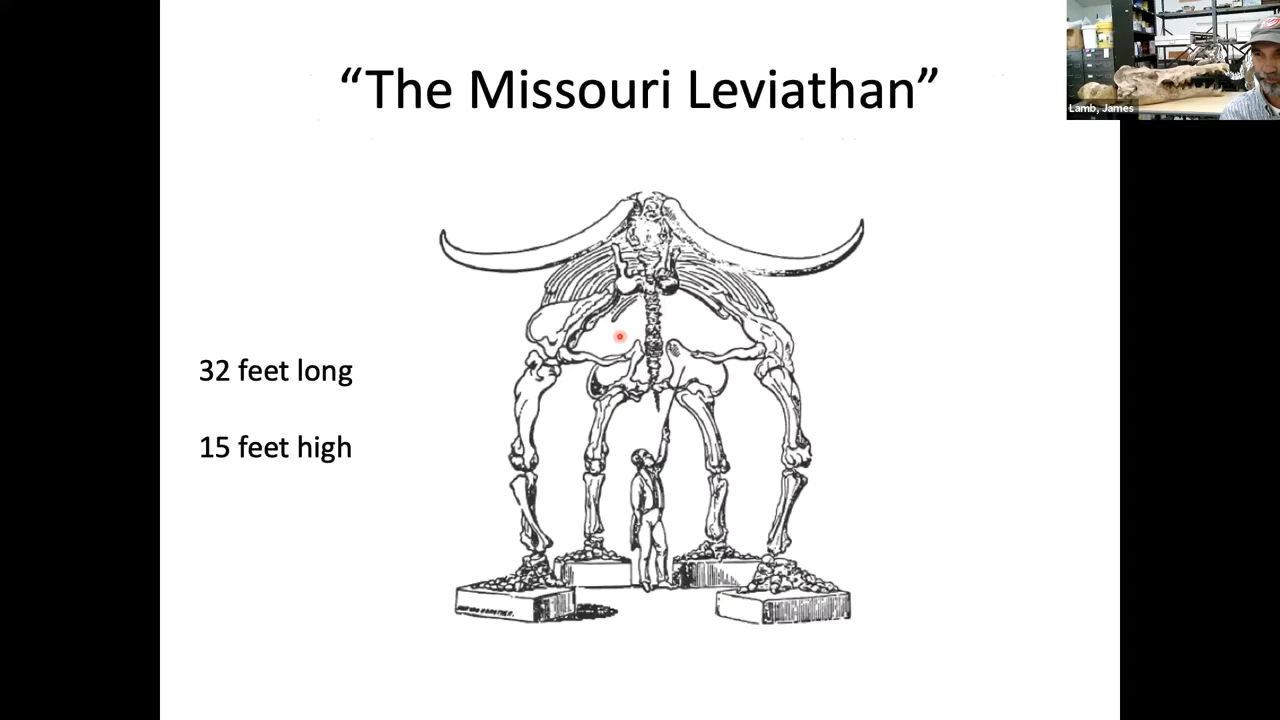 “The Missouri Leviathan”
Lamb, James
32 feet long
15 feet high